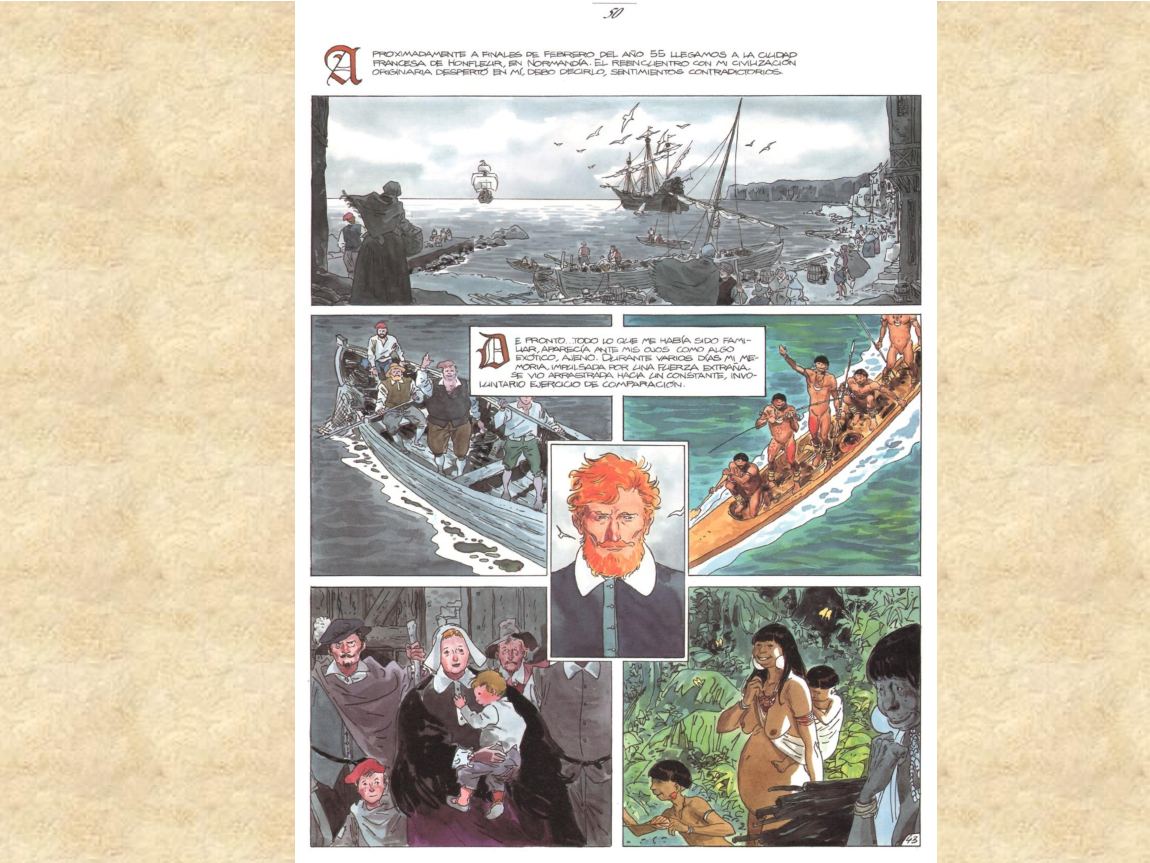 50
APROXIMADAMENTE A FINALES DE FEBRERO DEL AÑO 55 LLEGAMOS A LA CIUDAD
FRANCESA DE HONFLEUR, EN NORMANDÍA. EL REENCUENTRO CON MI CIVILIZACIÓN
ORIGINARIA DESPERTÓ EN MÍ, DEBO DECIRLO, SENTIMIENTOS CONTRADICTORIOS.
DE PRONTO...TODO LO QUE ME HABÍA SIDO FAMI-
LIAR, APARECÍA ANTE MIS OJOS COMO ALGO
EXÓTICO, AJENO. DURANTE VARIOS DÍAS MI ME-
MORIA, IMPULSADA POR UNA FUERZA EXTRAÑA,
SE VIO ARRASTRADA HACIA UN CONSTANTE, INVO-
LUNTARIO EJERCICIO DE COMPARACIÓN.
43